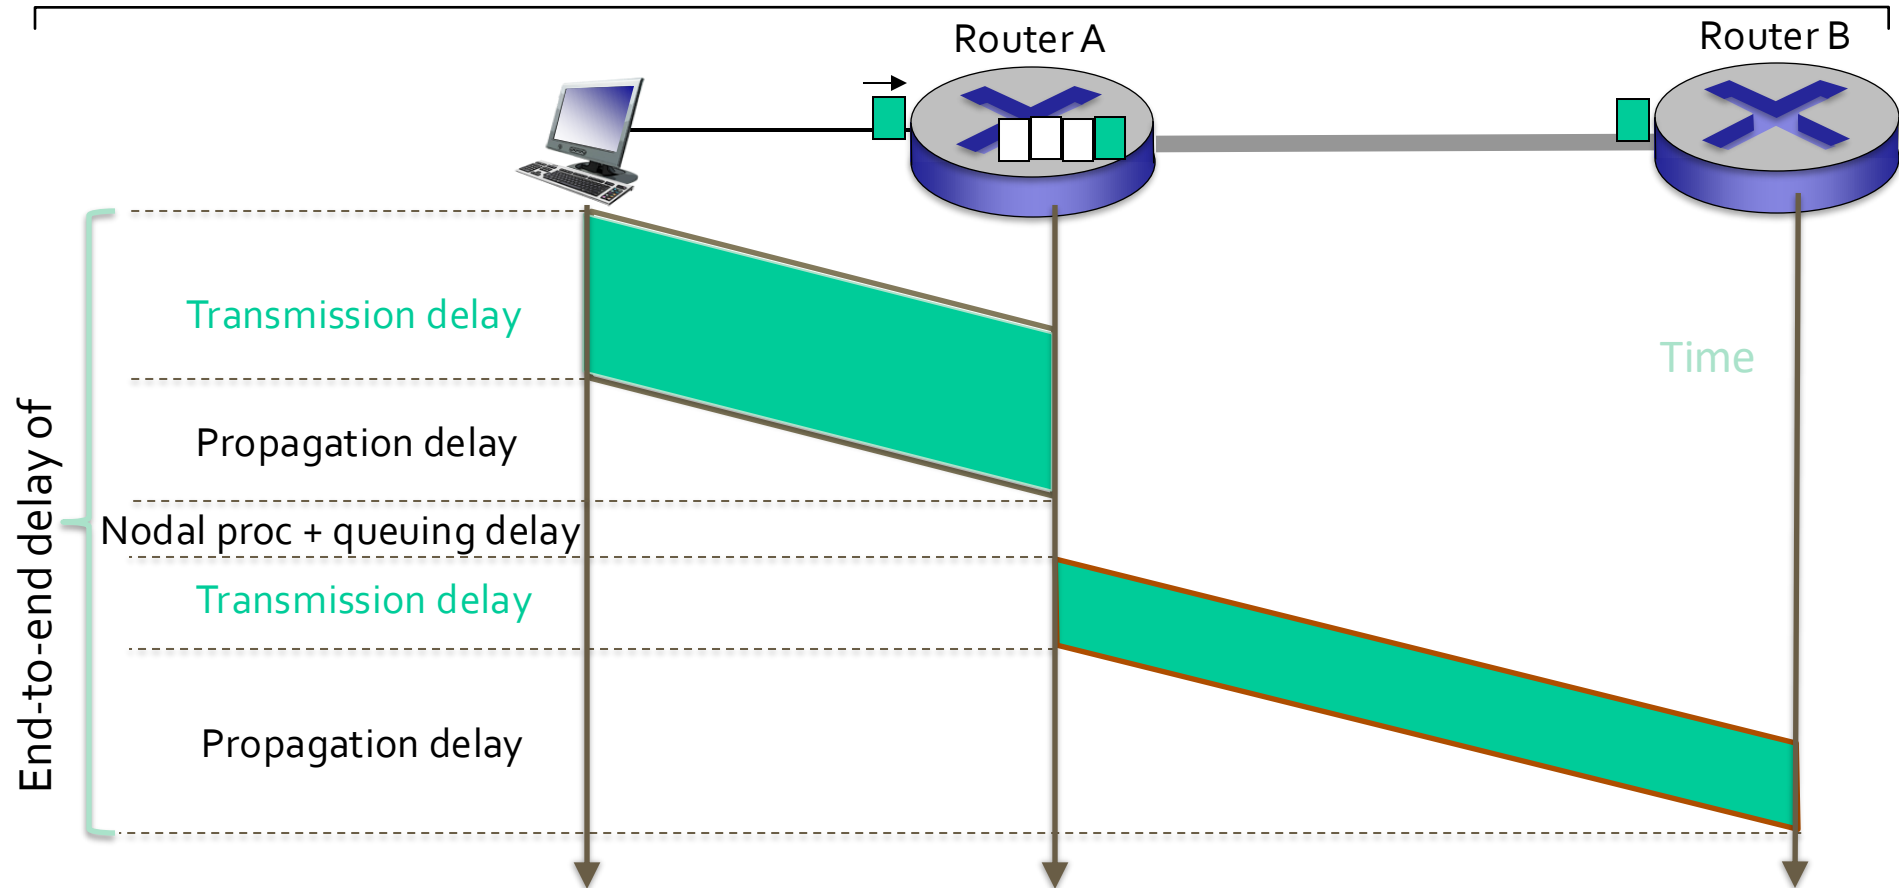 Router A
Router B
Transmission delay
Time
Propagation delay
End-to-end delay of
Nodal proc + queuing delay
Transmission delay
Propagation delay